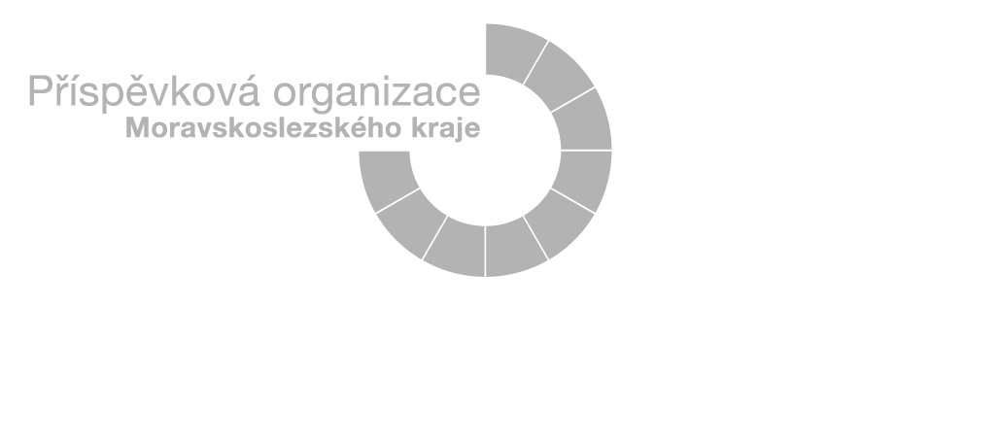 Příspěvková organizace
Moravskoslezského kraje